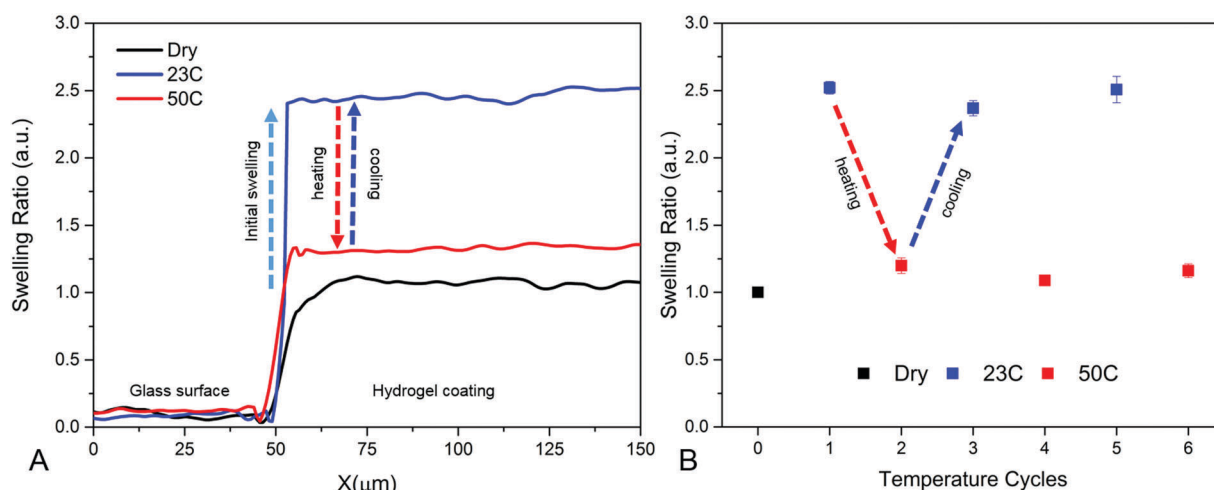 3.0
2.5
2.0
1.5
1.0
0.5
0.0
Swelling Ratio (a.u.)
Dry
23C
50C
Initial swelling
heating
cooling
Glass surface
Hydrogel coating
0
25
50
75
100
125
150
X(μm)
A
3.0
2.5
2.0
1.5
1.0
0.5
0.0
Swelling Ratio (a.u.)
heating
cooling
Dry 23C 50C
0
1
2
3
4
5
6
Temperature Cycles
B